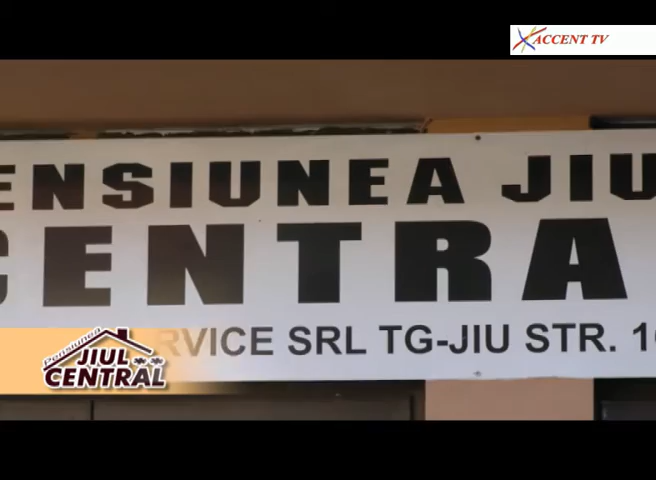 ACCENT TV
ENSIUNEA JIU
CENTRA
RVICE SRL TG-JIU STR. 1
Pensiunea
JIUL
CENTRAL